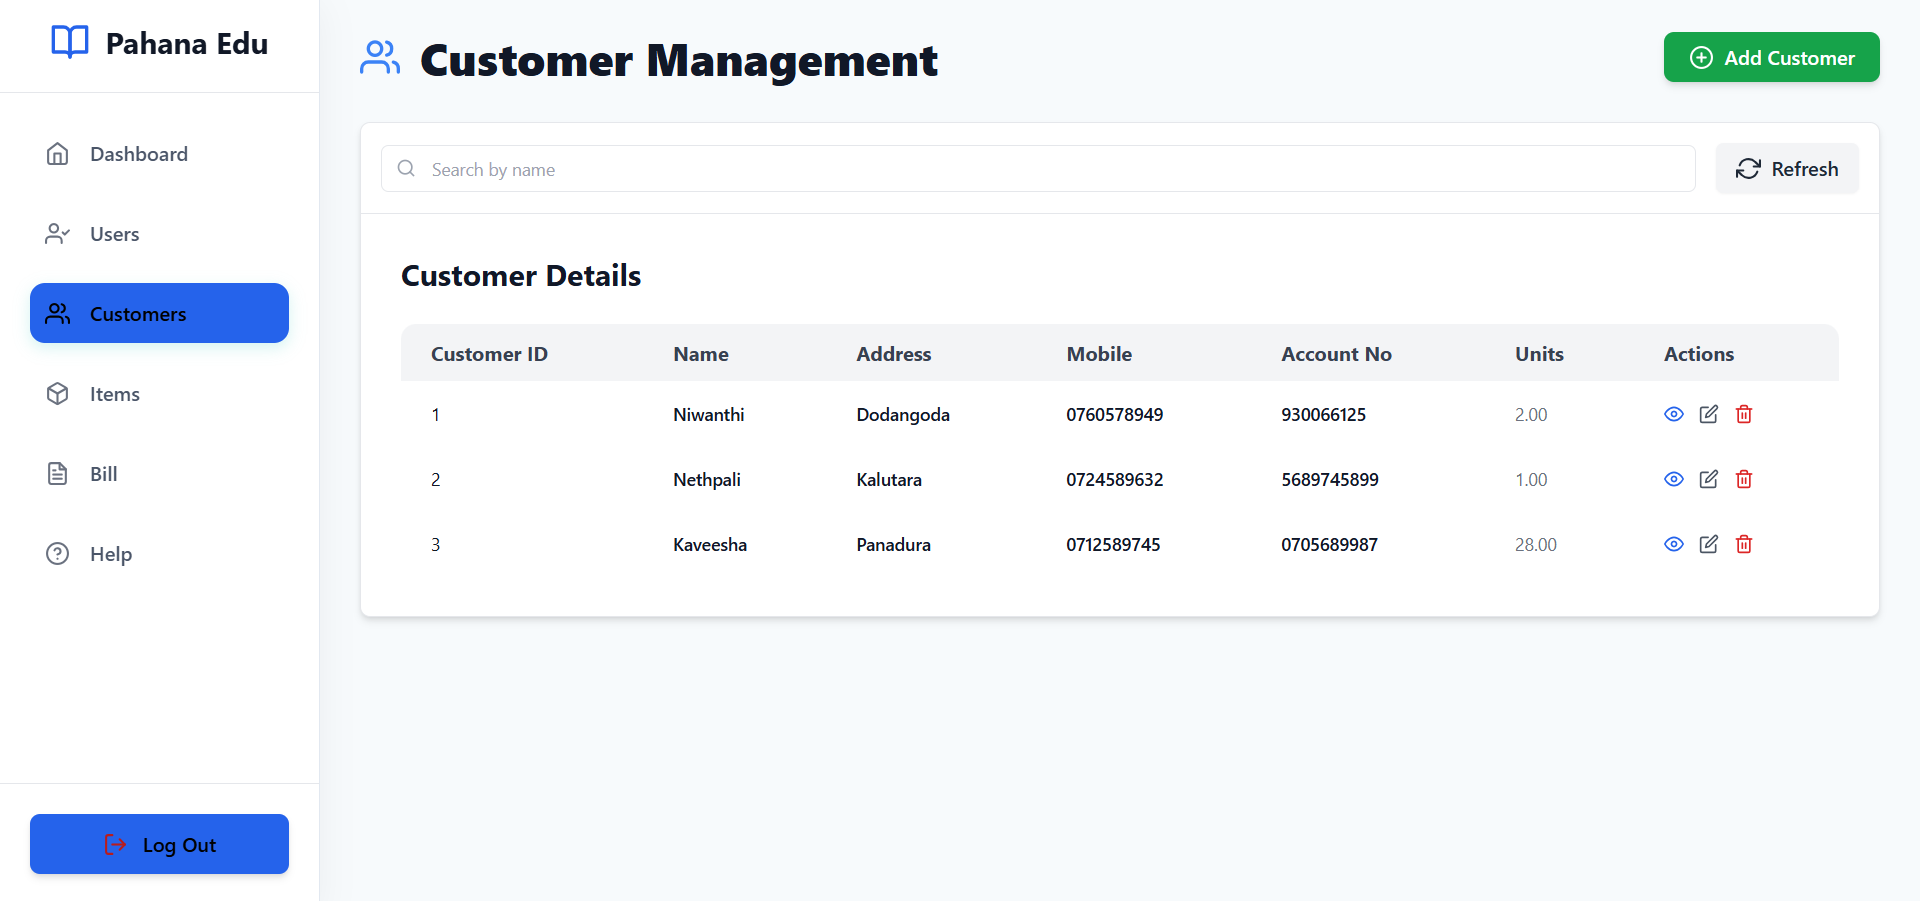 Pahana Edu
Dashboard
Users
Customers
Items
Bill
Help
Log Out
Customer Management
Add Customer
Search by name
Refresh
Customer Details
Customer ID Name Address Mobile Account No Units Actions
1 Niwanthi Dodangoda 0760578949 930066125 2.00
2 Nethpali Kalutara 0724589632 5689745899 1.00
3 Kaveesha Panadura 0712589745 0705689987 28.00